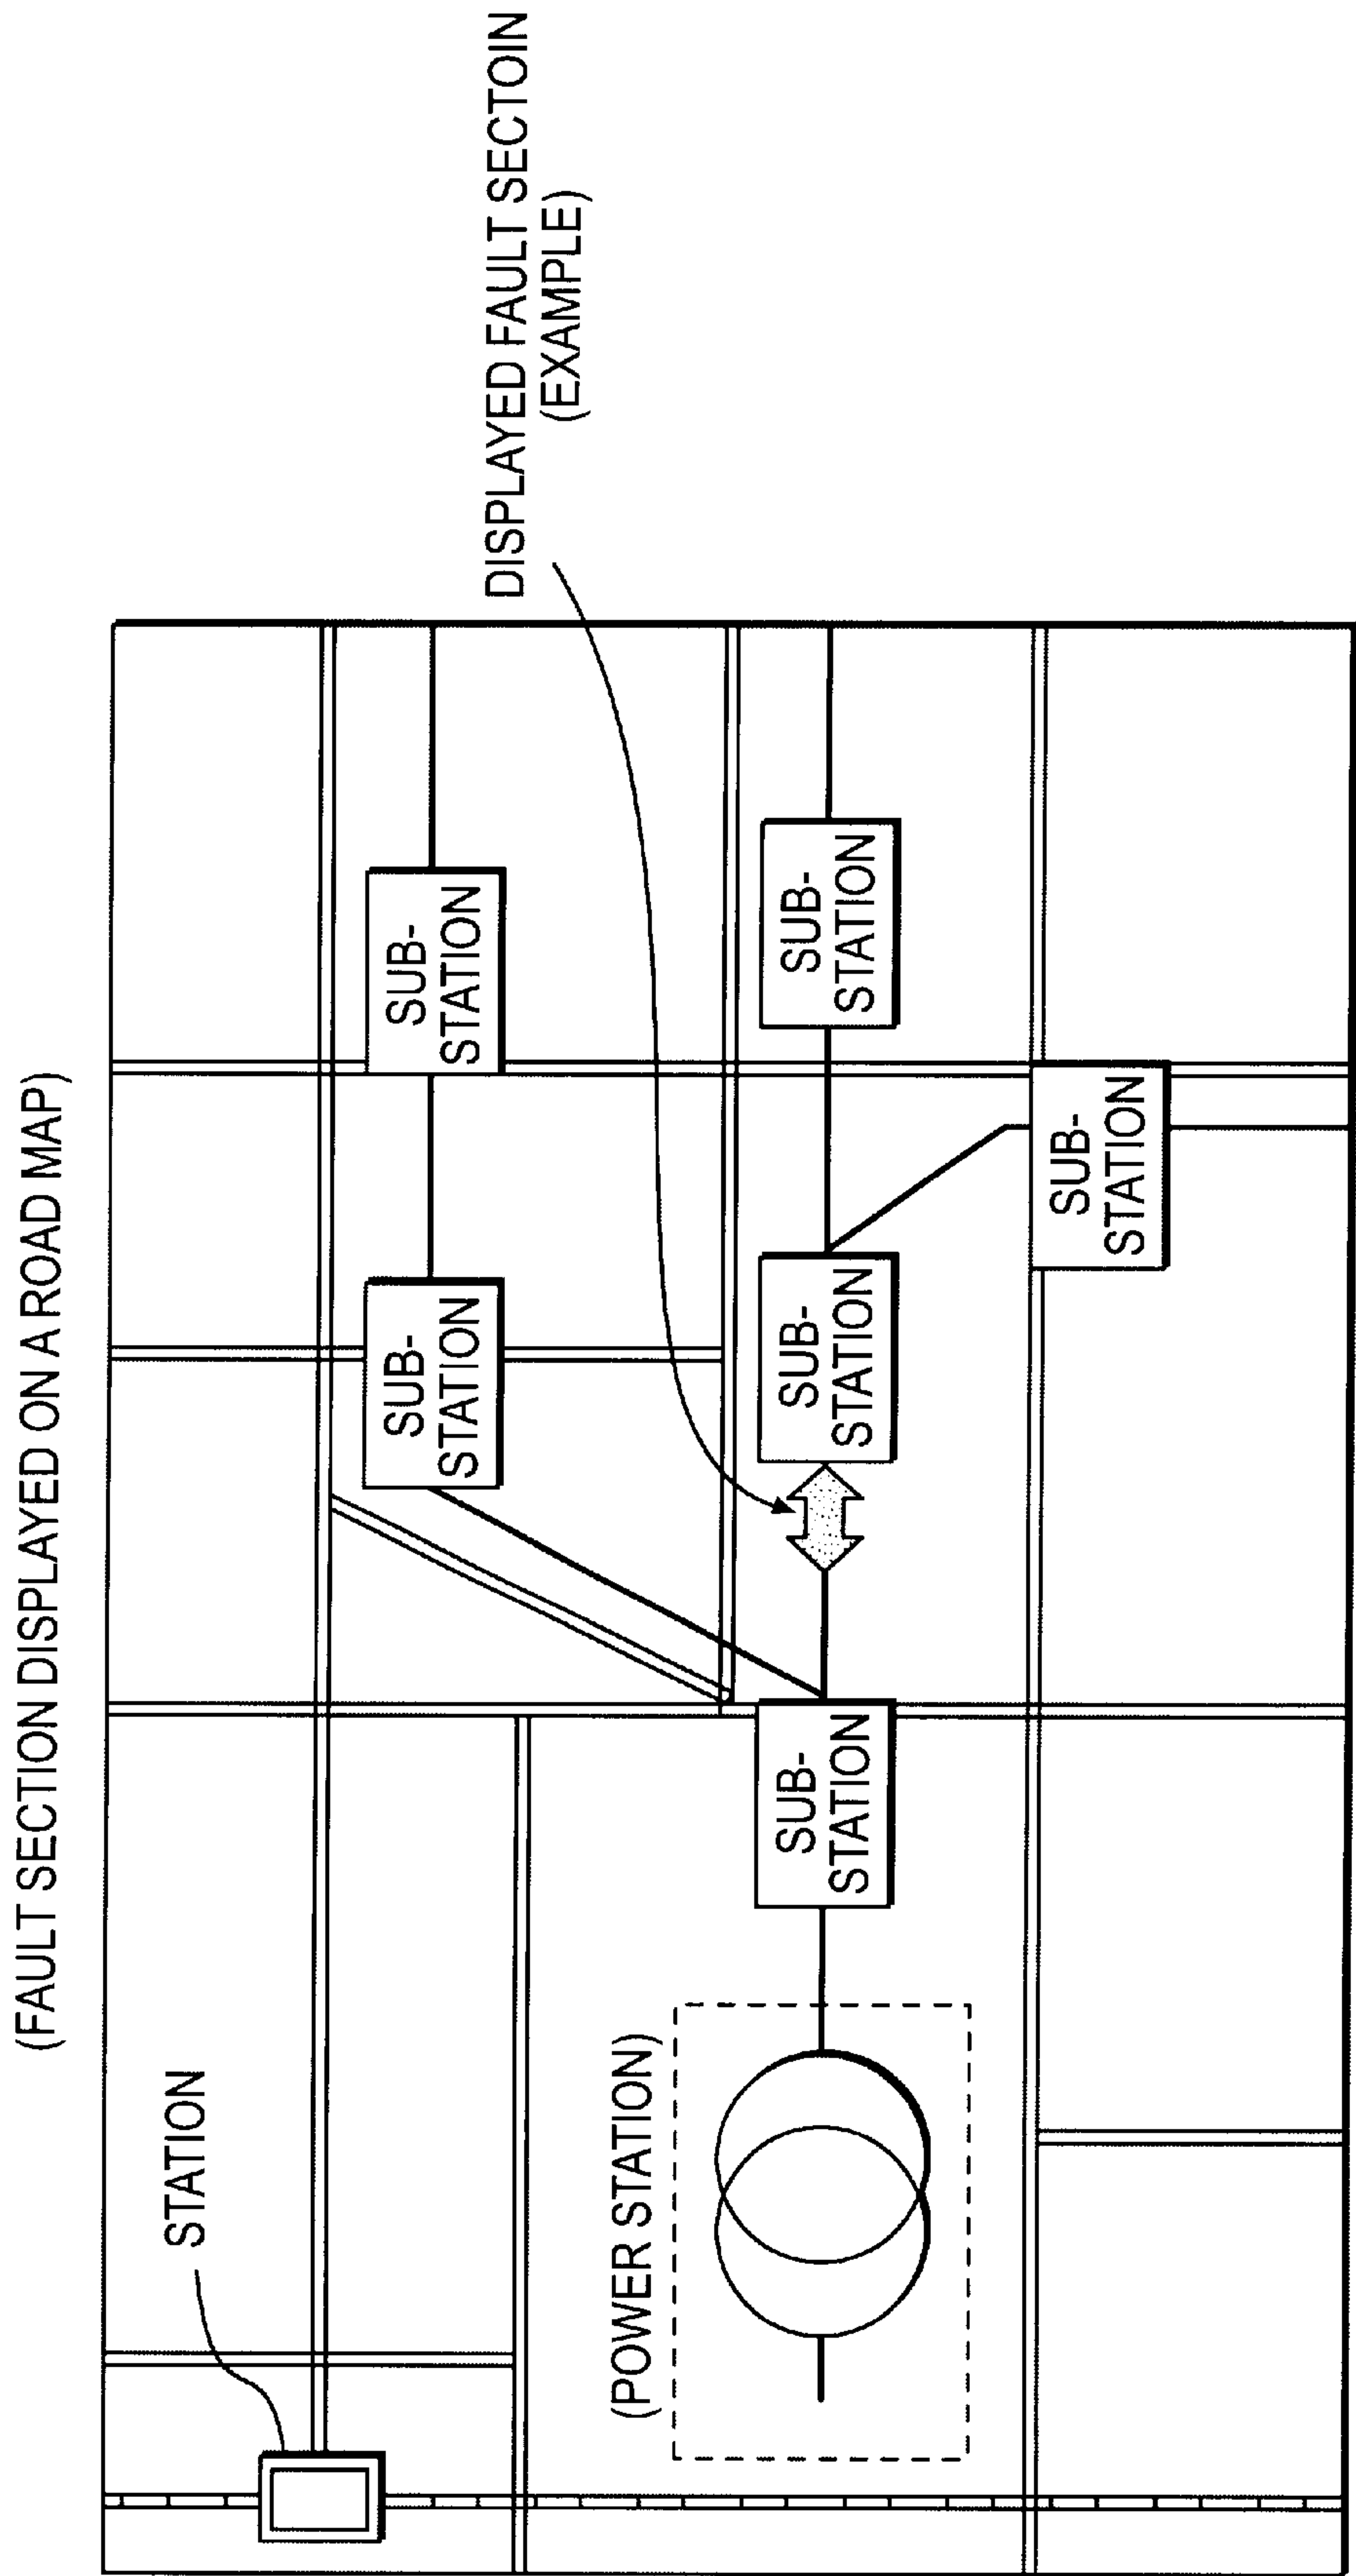 (FAULT SECTION DISPLAYED ON A ROAD MAP)
STATION
(POWER STATION)
SUB-
STATION
SUB-
STATION
SUB-
STATION
SUB-
STATION
SUB-
STATION
SUB-
STATION
DISPLAYED FAULT SECTOIN
(EXAMPLE)